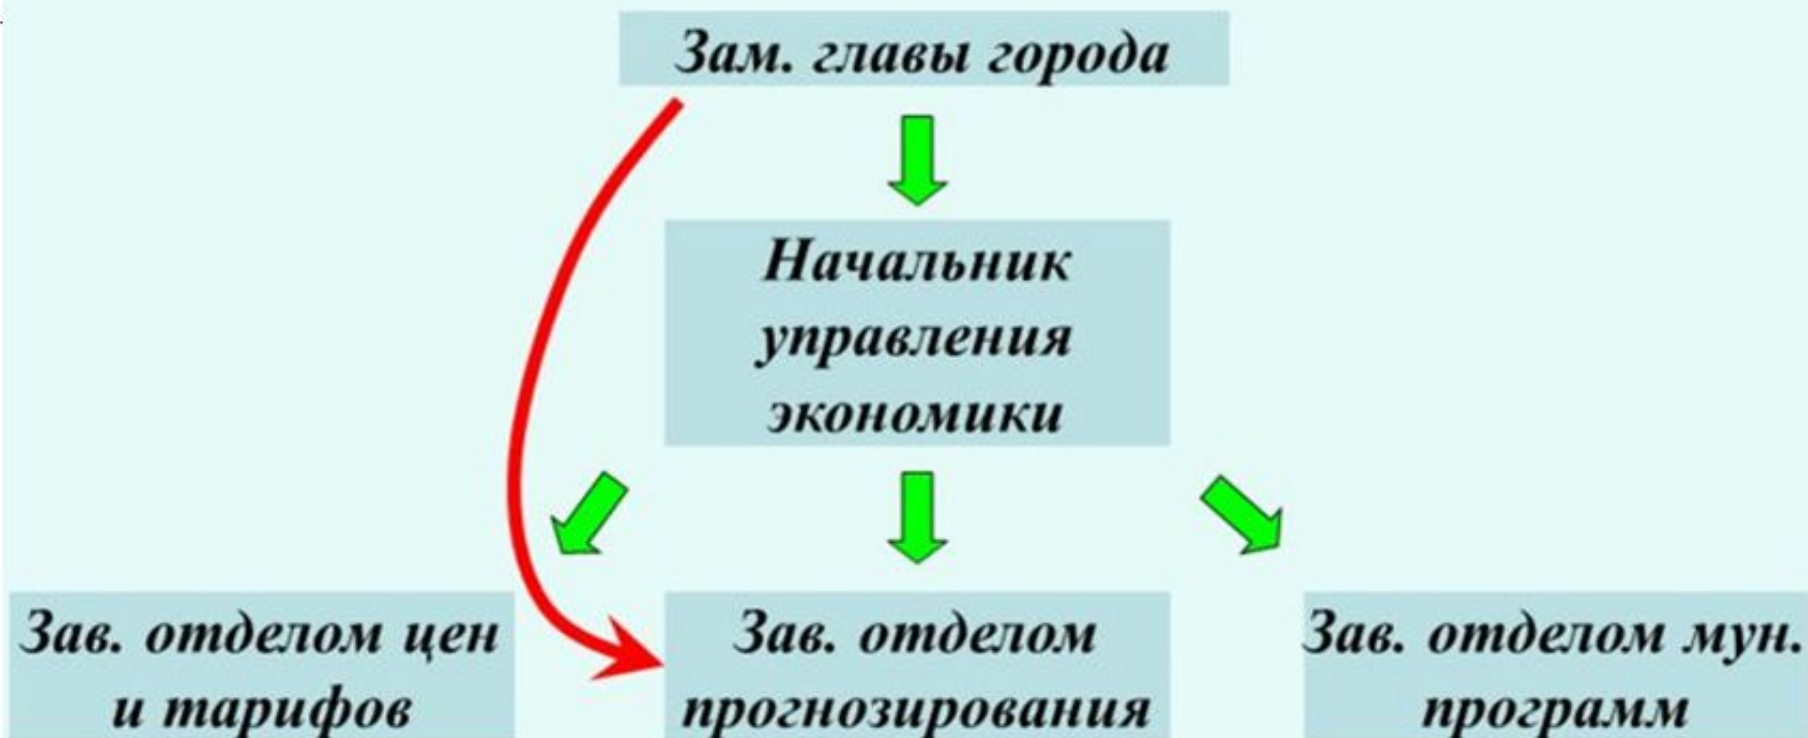 Зам. главы города
Начальник
управления
экономики
Зав. отделом цен
и тарифов
Зав. отделом
прогнозирования
Зав. отделом мун.
программ